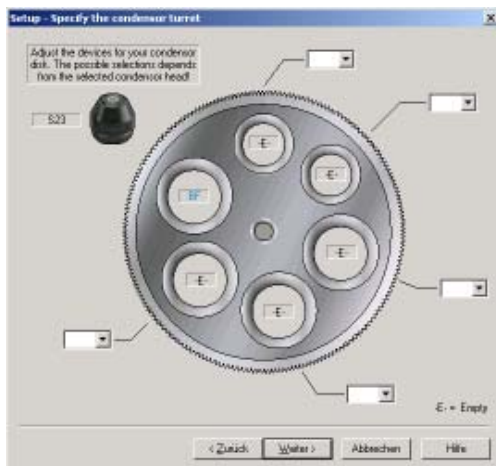 Setup - Specify the condensor turret
Adjust the devices for your condensor
disk. The possible selections depends
from the selected condensor head!
S23
-E-
-E-
BF
-E-
-E-
-E-
-E- = Empty
< Zurück
Weiter >
Abbrechen
Hilfe